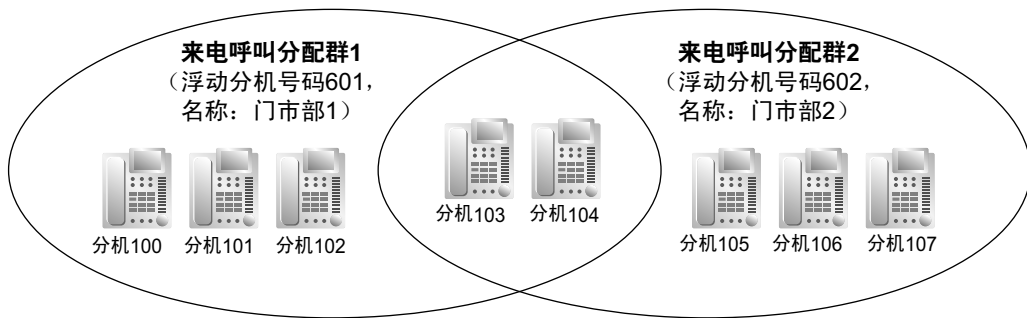 来电呼叫分配群1
（浮动分机号码601，
名称：门市部1）
来电呼叫分配群2
（浮动分机号码602，
名称：门市部2）
分机103
分机104
分机100
分机101
分机102
分机105
分机106
分机107